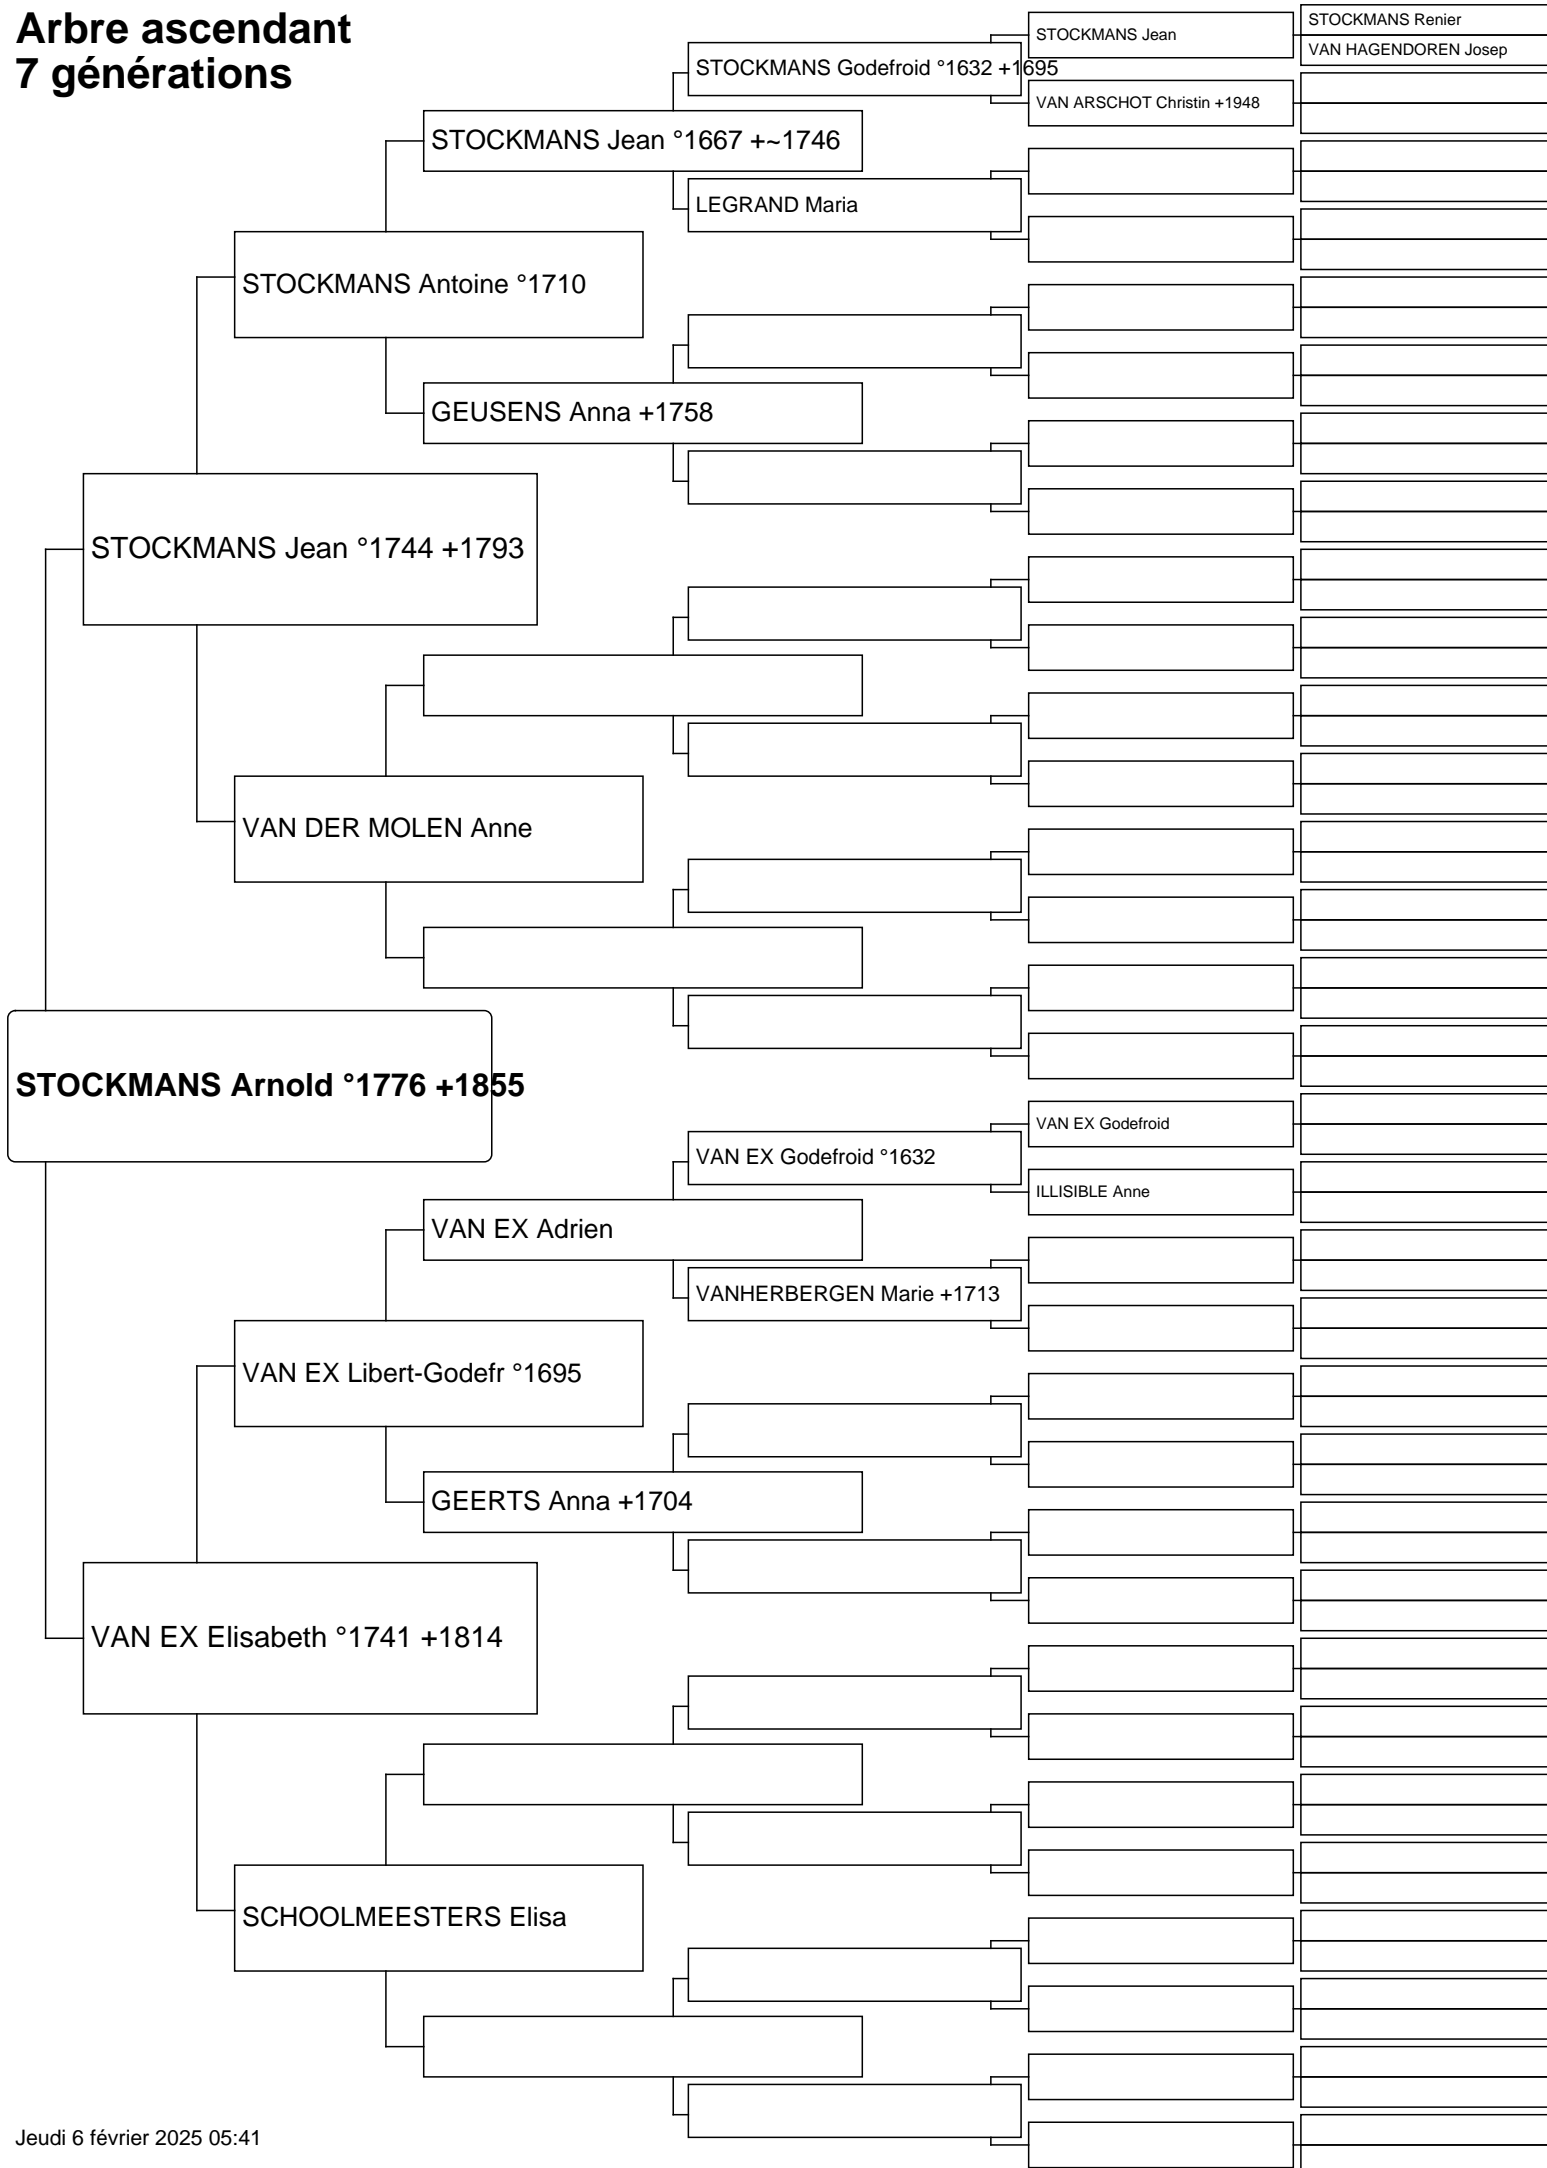 Arbre ascendant
7 générations
STOCKMANS Renier
STOCKMANS Jean
VAN HAGENDOREN Josep
STOCKMANS Godefroid °1632 +1695
VAN ARSCHOT Christin +1948
STOCKMANS Jean °1667 +~1746
LEGRAND Maria
STOCKMANS Antoine °1710
GEUSENS Anna +1758
STOCKMANS Jean °1744 +1793
VAN DER MOLEN Anne
STOCKMANS Arnold °1776 +1855
VAN EX Godefroid
VAN EX Godefroid °1632
ILLISIBLE Anne
VAN EX Adrien
VANHERBERGEN Marie +1713
VAN EX Libert-Godefr °1695
GEERTS Anna +1704
VAN EX Elisabeth °1741 +1814
SCHOOLMEESTERS Elisa
Jeudi 6 février 2025 05:41